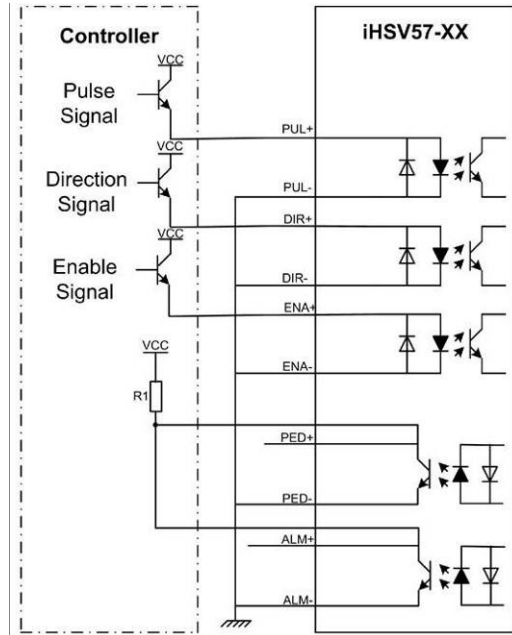 Controller
iHSV57-XX
VCC
Pulse
Signal
PUL+
VCC
Direction
Signal
PUL-
DIR+
VCC
Enable
Signal
DIR-
ENA+
VCC
ENA-
R1
PED+
PED-
ALM+
ALM-